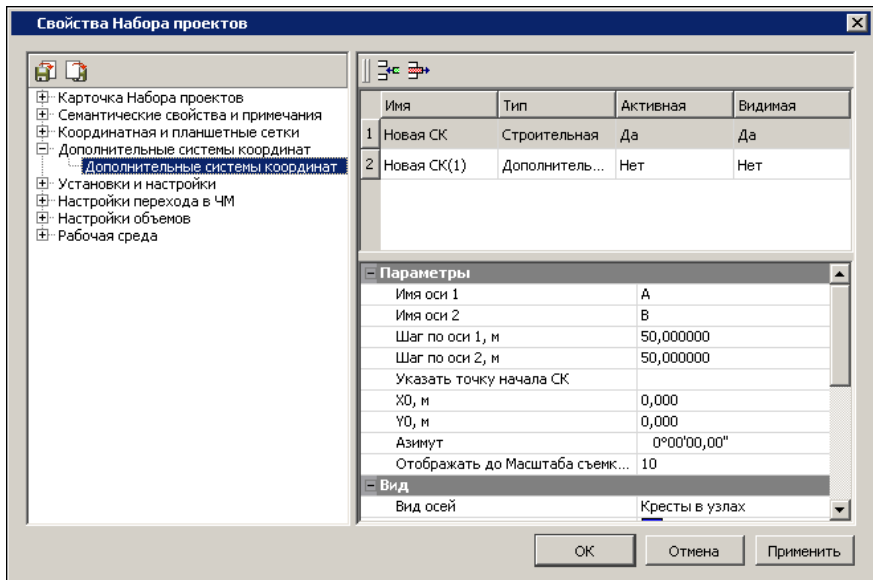 Свойства Набора проектов
Карточка Набора проектов
Семантические свойства и примечания
Координатная и планшетные сетки
Дополнительные системы координат
Дополнительные системы координат
Установки и настройки
Настройки перехода в ЧМ
Настройки объемов
Рабочая среда
Имя Тип Активная Видимая
1 Новая СК Строительная Да Да
2 Новая СК(1) Дополнитель... Нет Нет
Параметры
Имя оси 1 A
Имя оси 2 B
Шаг по оси 1, м 50,000000
Шаг по оси 2, м 50,000000
Указать точку начала СК
X0, м 0,000
Y0, м 0,000
Азимут 0°00'00,00"
Отображать до Масштаба съемк... 10
Вид
Вид осей Кресты в узлах
ОК Отмена Применить